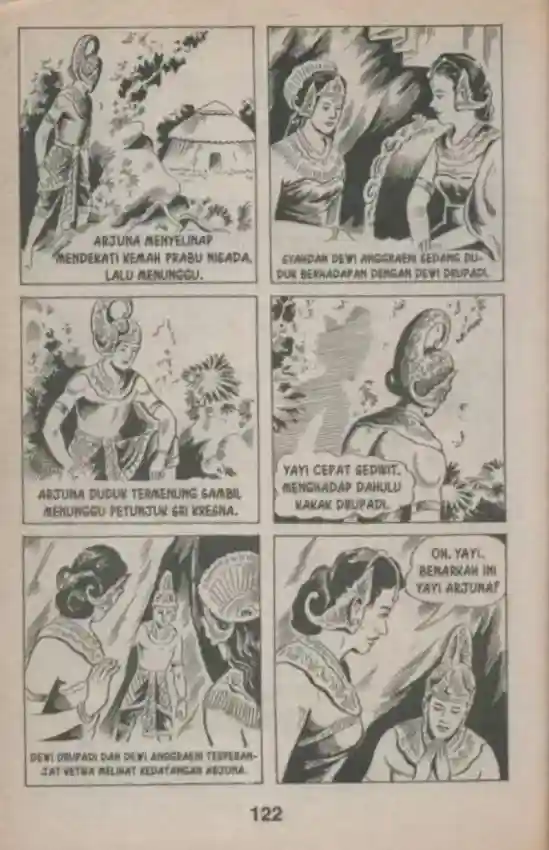 ARJUNA MENYELINAP
MENDEKATI KEMAH PRABU NISADA,
LALU MENUNGGU.
SYAHDAN DEWI ANGGRAENI SEDANG DU-
DUK BERHADAPAN DENGAN DEWI DRUPADI.
ARJUNA DUDUK TERMENUNG SAMBIL
MENUNGGU PETUNJUK SRI KRESNA.
YAYI CEPAT SEDIKIT.
MENGHADAP DAHULU
KAKAK DRUPADI.
DEWI DRUPADI DAN DEWI ANGGRAENI TERPERAN-
JAT KETIKA MELIHAT KEDATANGAN ARJUNA.
OH, YAYI.
BENARKAH INI
YAYI ARJUNA?
122